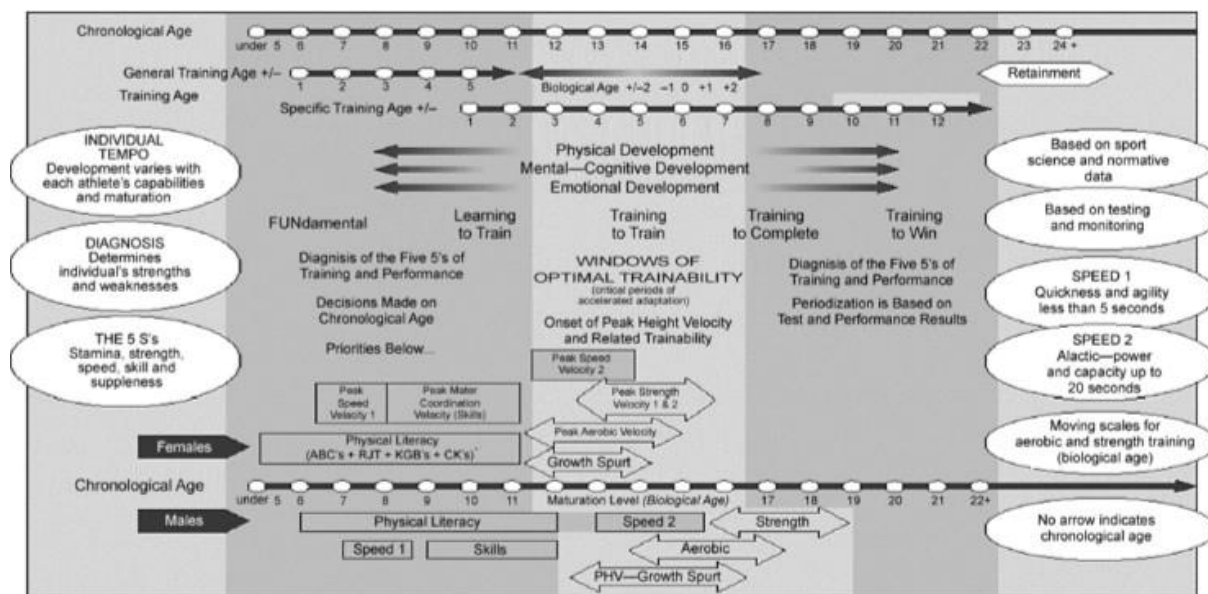 Chronological Age
under 5 6 7 8 9 10 11 12 13 14 15 16 17 18 19 20 21 22 23 24 +
General Training Age +/–
1 2 3 4 5
Biological Age +/–2 –1 0 +1 +2
Retainment
Training Age
Specific Training Age +/–
1 2 3 4 5 6 7 8 9 10 11 12
INDIVIDUAL
TEMPO
Development varies with
each athlete's capabilities
and maturation
DIAGNOSIS
Determines
individual's strengths
and weaknesses
THE 5 S's
Stamina, strength,
speed, skill and
suppleness
Physical Development
Mental—Cognitive Development
Emotional Development
FUNdamental
Learning
to Train
Training
to Train
Training
to Complete
Training
to Win
Diagnisis of the Five 5's of
Training and Performance
Decisions Made on
Chronological Age
Priorities Below...
WINDOWS OF
OPTIMAL TRAINABILITY
(critical periods of
accelerated adaptation)
Onset of Peak Height Velocity
and Related Trainability
Diagnisis of the Five 5's of
Training and Performance
Periodization is Based on
Test and Performance Results
Based on sport
science and normative
data
Based on testing
and monitoring
SPEED 1
Quickness and agility
less than 5 seconds
SPEED 2
Alactic—power
and capacity up to
20 seconds
Moving scales for
aerobic and strength training
(biological age)
No arrow indicates
chronological age
Peak
Speed
Velocity 1
Peak Mater
Coordination
Velocity (Skills)
Peak Speed
Velocity 2
Peak Strength
Velocity 1 & 2
Females
Physical Literacy
(ABC's + RJT + KGB's + CK's)*
Peak Aerobic Velocity
Growth Spurt
Chronological Age
under 5 6 7 8 9 10 11 Maturation Level (Biological Age) 17 18 19 20 21 22+
Males
Physical Literacy
Speed 2
Strength
Speed 1
Skills
Aerobic
PHV—Growth Spurt